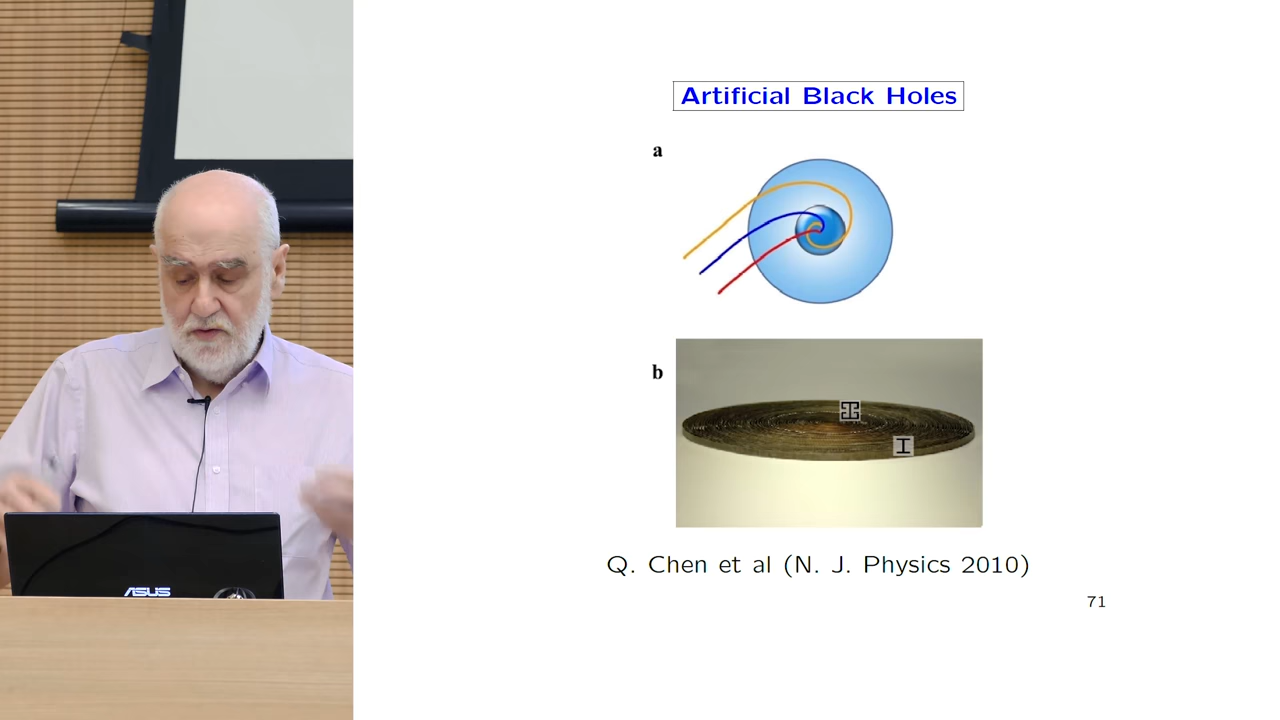 Artificial Black Holes
a
b
Q. Chen et al (N. J. Physics 2010)
71
ASUS